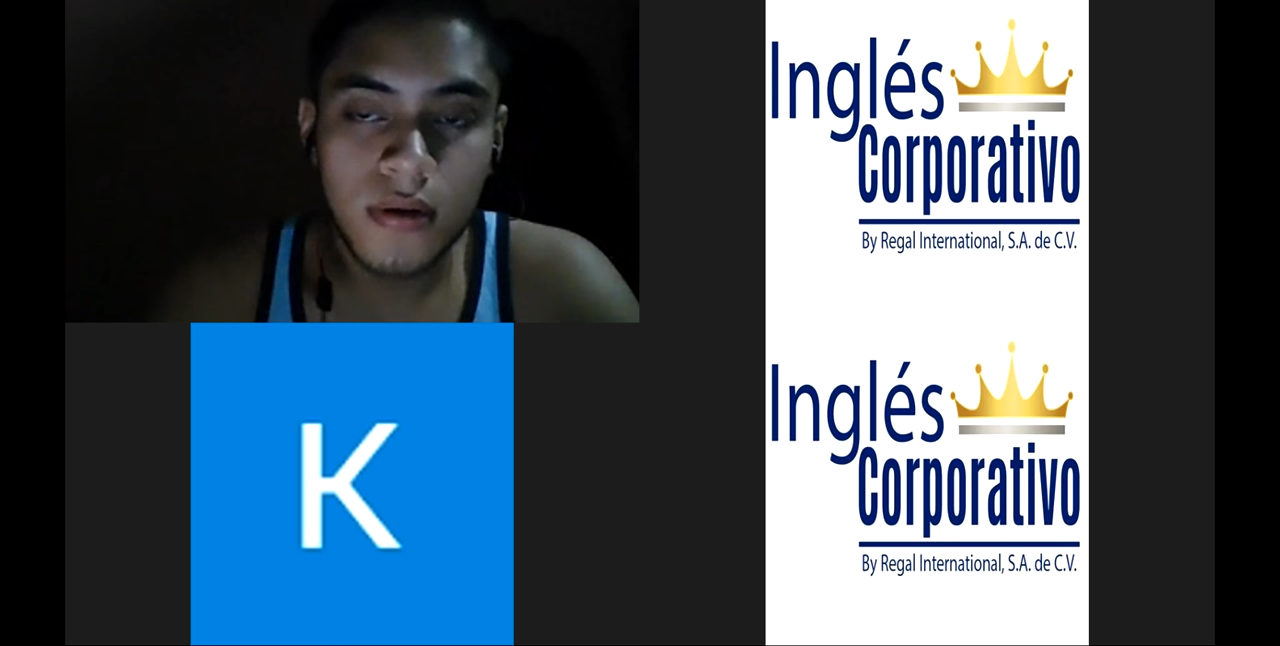 Inglés
Corporativo
By Regal International, S.A. de C.V.
K
Inglés
Corporativo
By Regal International, S.A. de C.V.